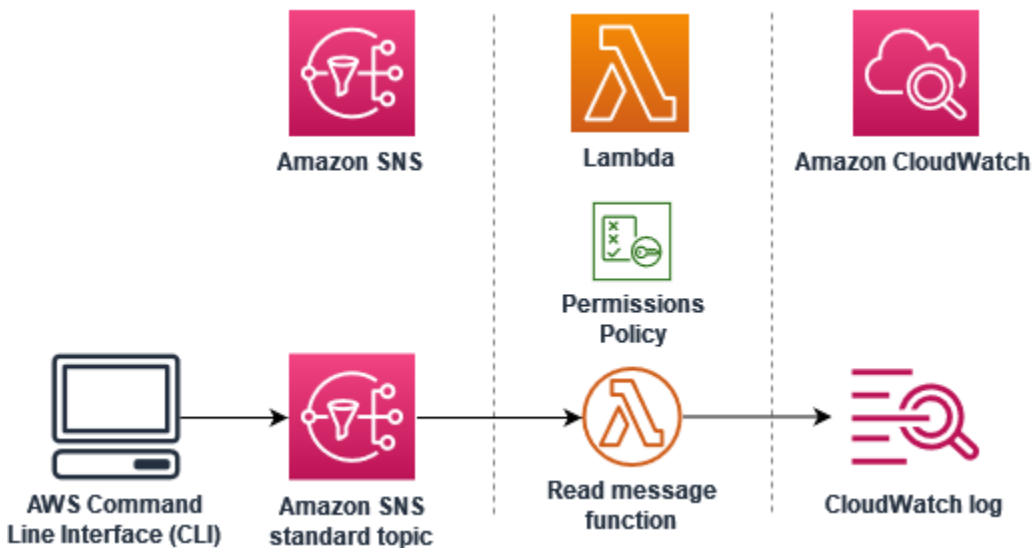 Amazon SNS
Lambda
Amazon CloudWatch
Permissions
Policy
AWS Command
Line Interface (CLI)
Amazon SNS
standard topic
Read message
function
CloudWatch log